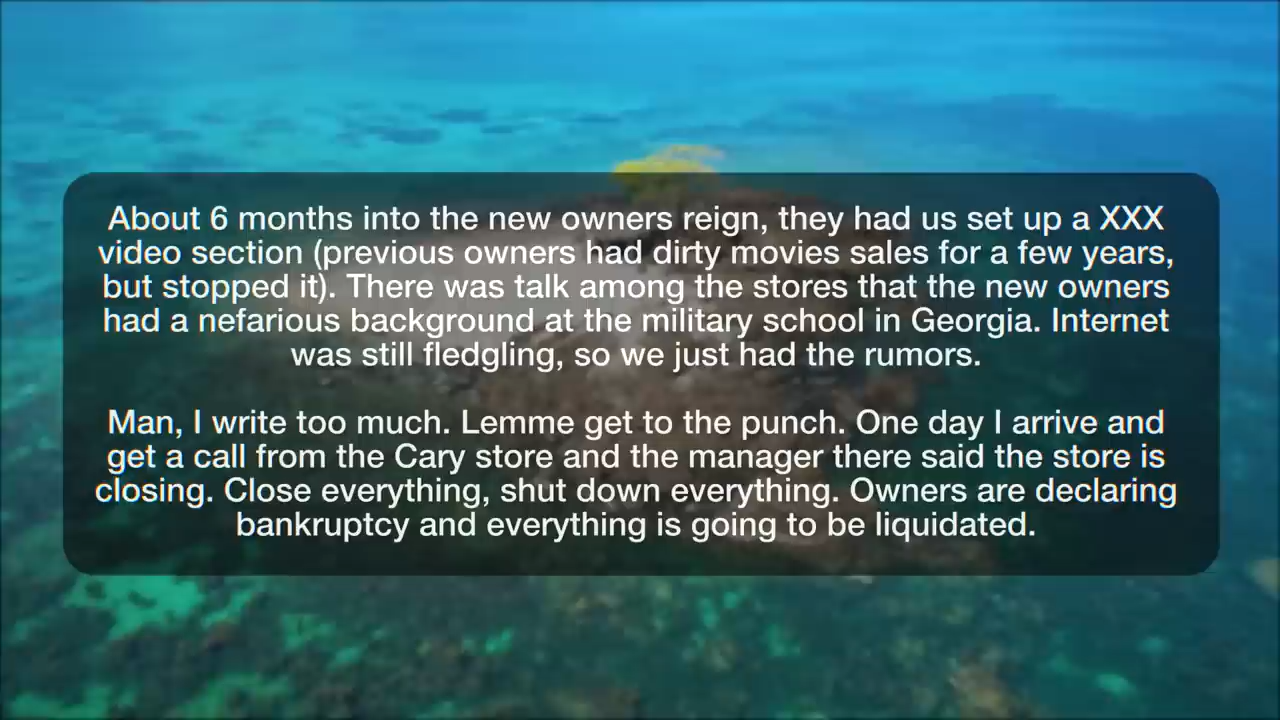 About 6 months into the new owners reign, they had us set up a XXX
video section (previous owners had dirty movies sales for a few years,
but stopped it). There was talk among the stores that the new owners
had a nefarious background at the military school in Georgia. Internet
was still fledgling, so we just had the rumors.
Man, I write too much. Lemme get to the punch. One day I arrive and
get a call from the Cary store and the manager there said the store is
closing. Close everything, shut down everything. Owners are declaring
bankruptcy and everything is going to be liquidated.